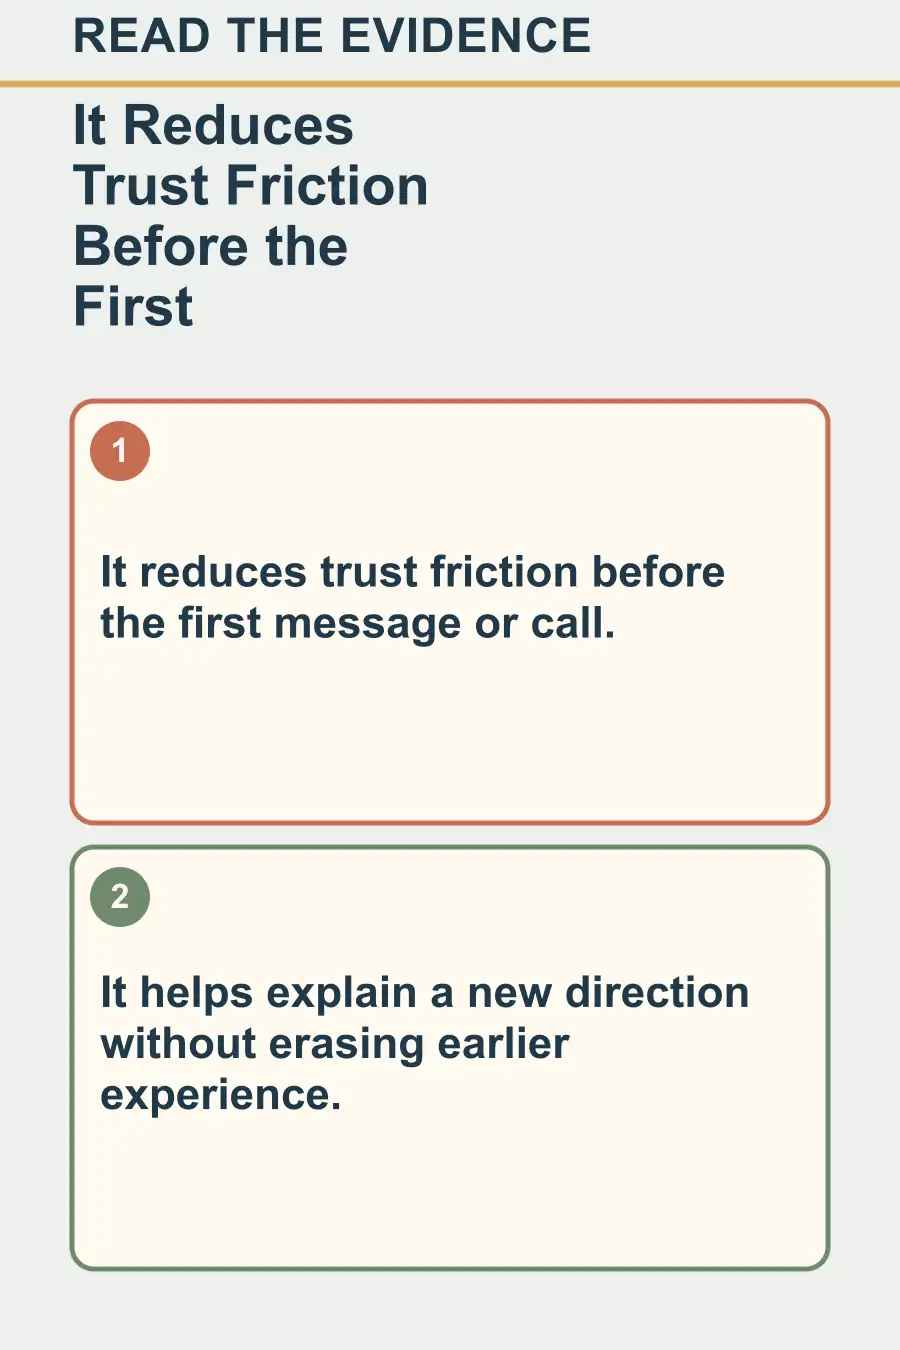 READ THE EVIDENCE
It Reduces
Trust Friction
Before the
First
1
It reduces trust friction before
the first message or call.
2
It helps explain a new direction
without erasing earlier
experience.